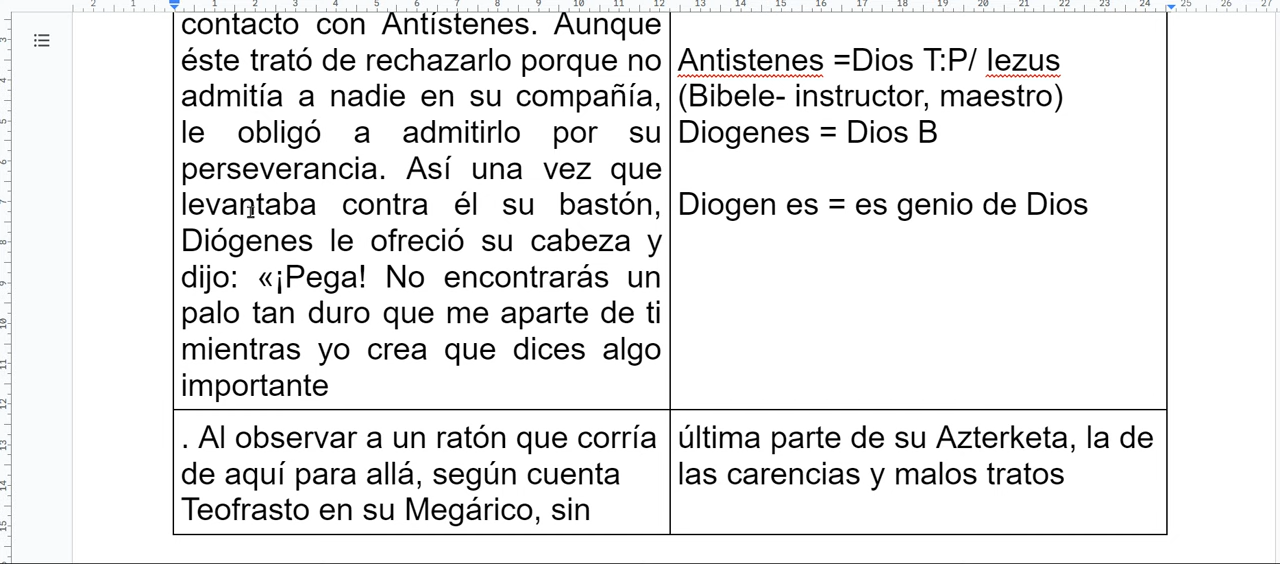 contacto con Antístenes. Aunque
éste trató de rechazarlo porque no
admitía a nadie en su compañía,
le obligó a admitirlo por su
perseverancia. Así una vez que
levantaba contra él su bastón,
Diógenes le ofreció su cabeza y
dijo: «¡Pega! No encontrarás un
palo tan duro que me aparte de ti
mientras yo crea que dices algo
importante
Antistenes =Dios T:P/ Iezus
(Bibele- instructor, maestro)
Diogenes = Dios B
Diogen es = es genio de Dios
. Al observar a un ratón que corría
de aquí para allá, según cuenta
Teofrasto en su Megárico, sin
última parte de su Azterketa, la de
las carencias y malos tratos